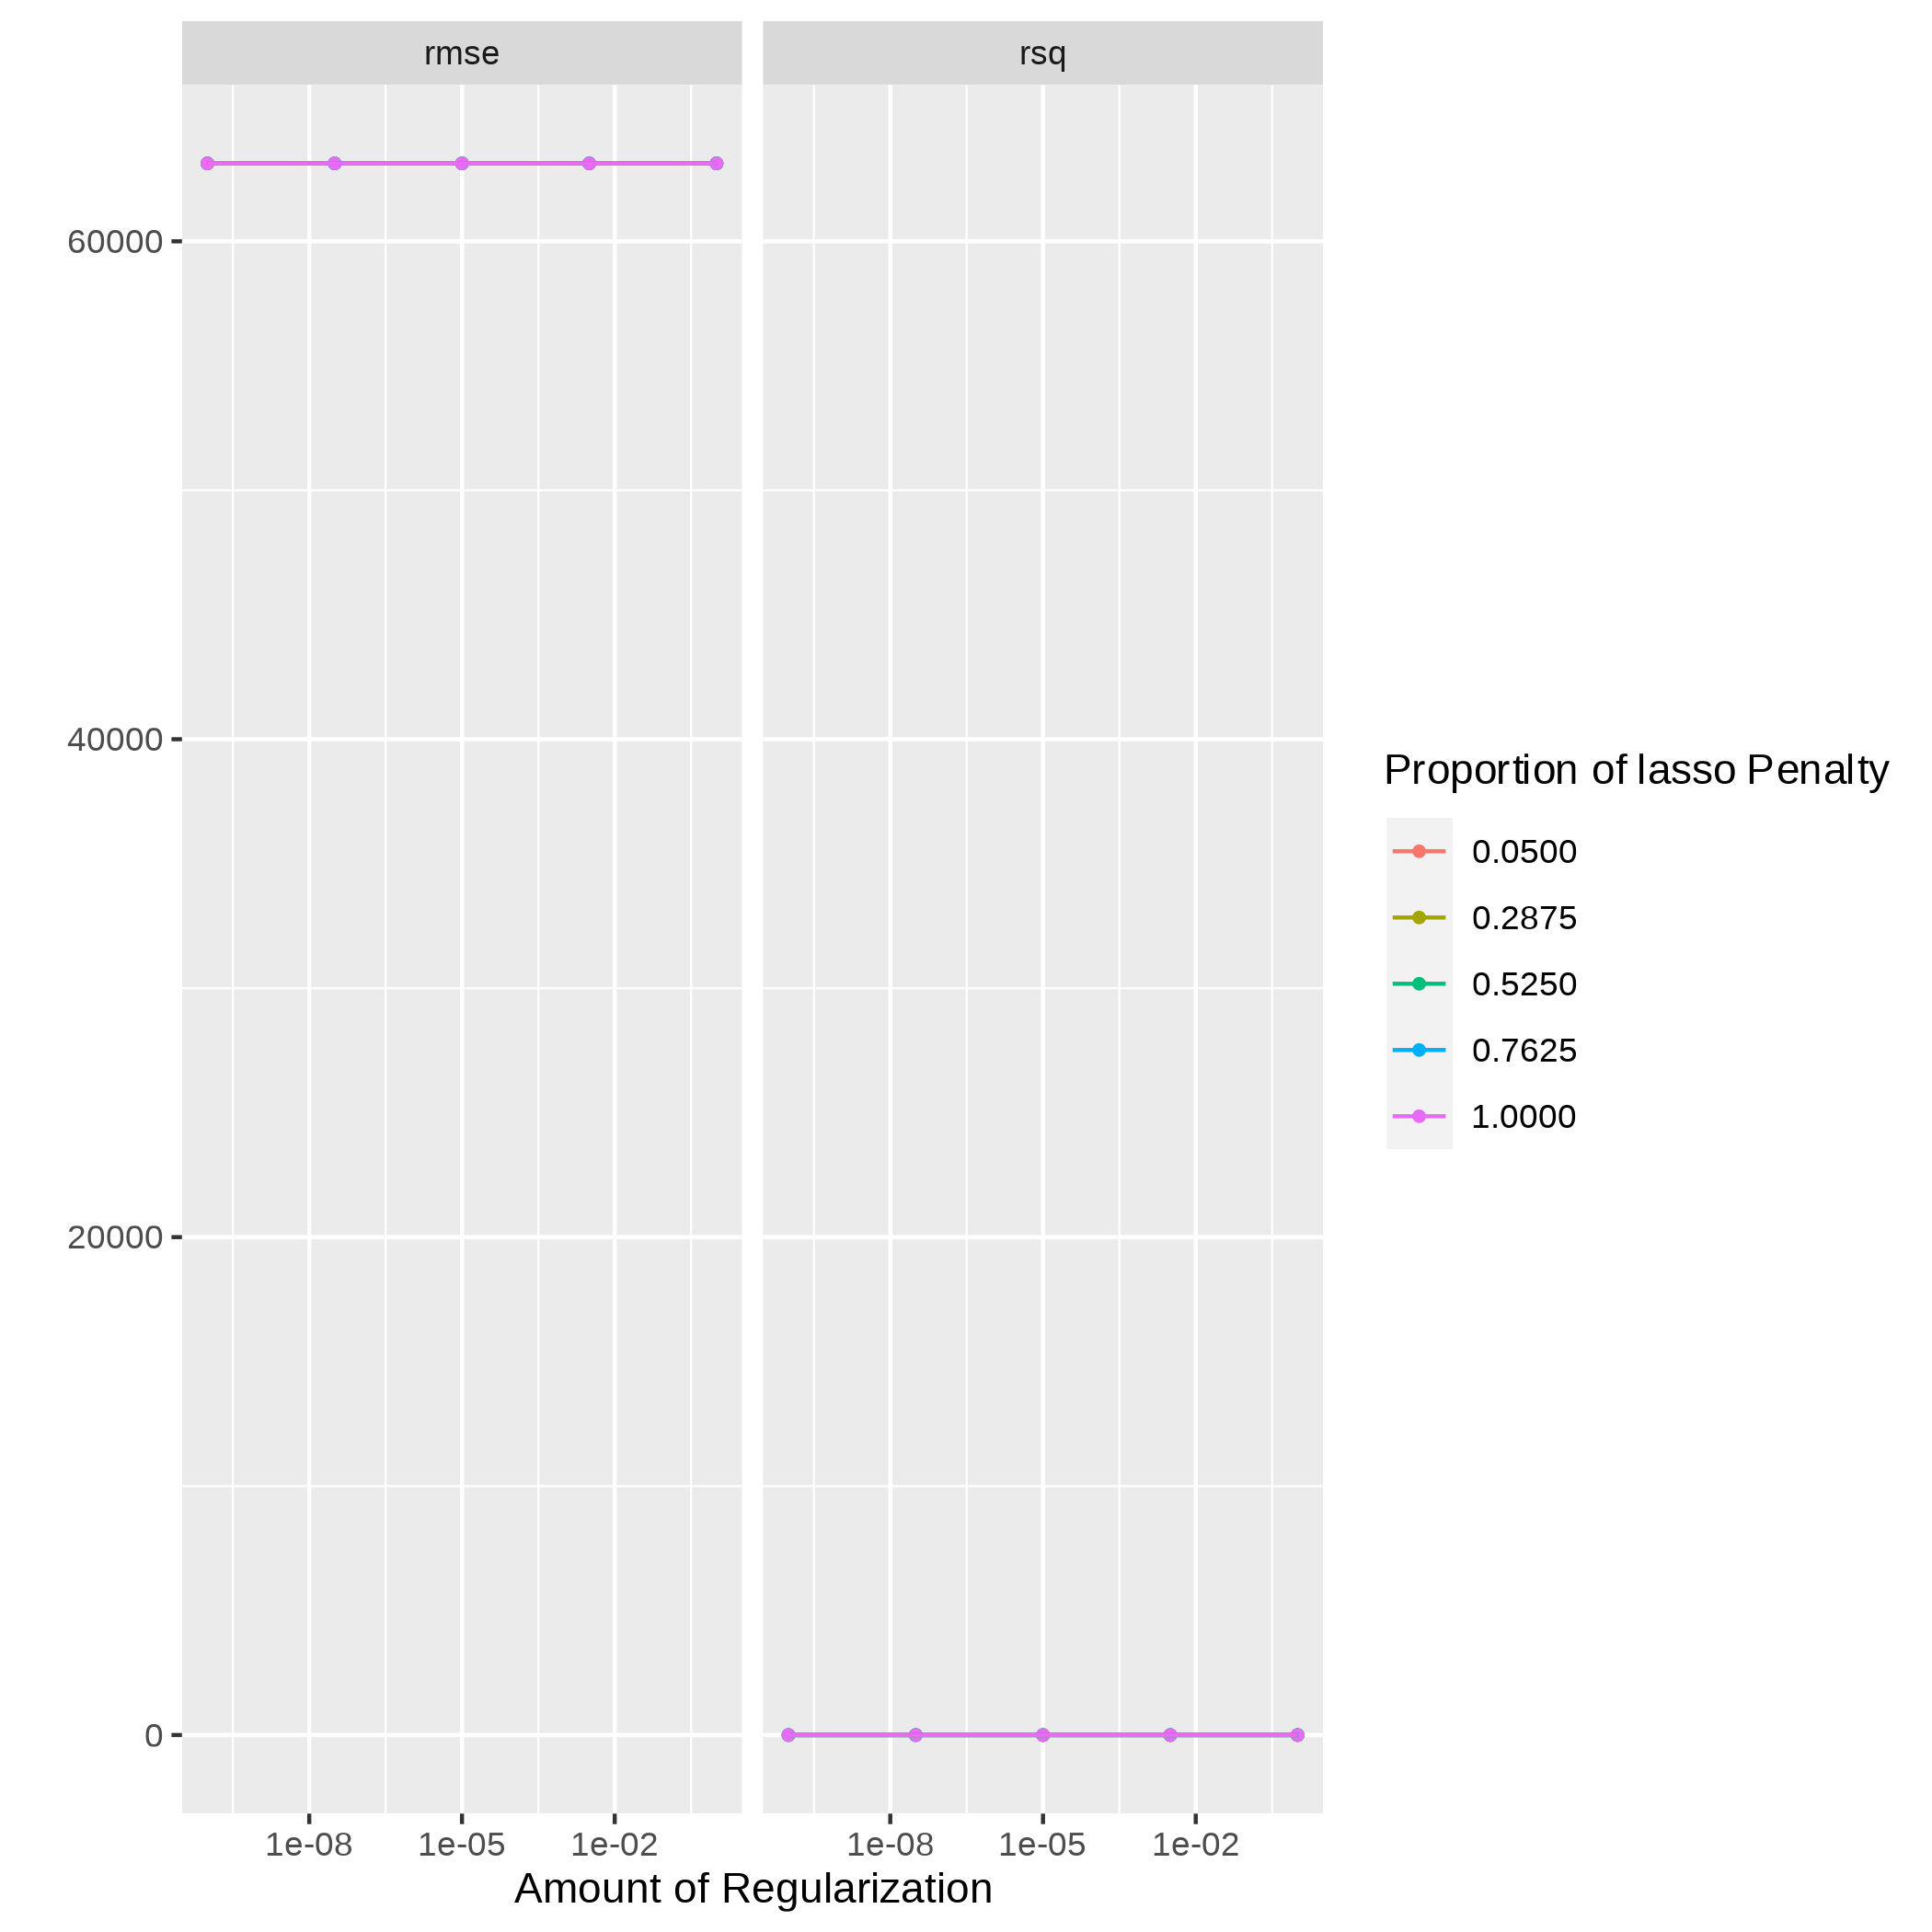 rmse
rsq
60000
40000
20000
0
1e-08
1e-05
1e-02
1e-08
1e-05
1e-02
Amount of Regularization
Proportion of lasso Penalty
0.0500
0.2875
0.5250
0.7625
1.0000